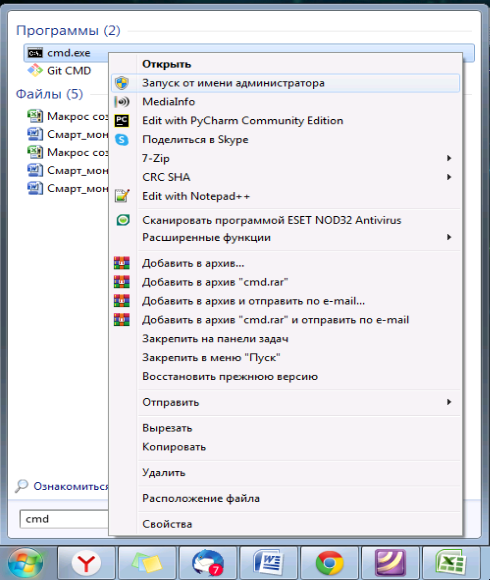 Программы (2)
cmd.exe
Git CMD
Файлы (5)
Макрос соз
Смарт_мон
Макрос соз
Смарт_мон
Смарт_мон
Ознакомиться
cmd
Открыть
Запуск от имени администратора
MediaInfo
Edit with PyCharm Community Edition
Поделиться в Skype
7-Zip
CRC SHA
Edit with Notepad++
Сканировать программой ESET NOD32 Antivirus
Расширенные функции
Добавить в архив...
Добавить в архив "cmd.rar"
Добавить в архив и отправить по e-mail...
Добавить в архив "cmd.rar" и отправить по e-mail
Закрепить на панели задач
Закрепить в меню "Пуск"
Восстановить прежнюю версию
Отправить
Вырезать
Копировать
Удалить
Расположение файла
Свойства
7